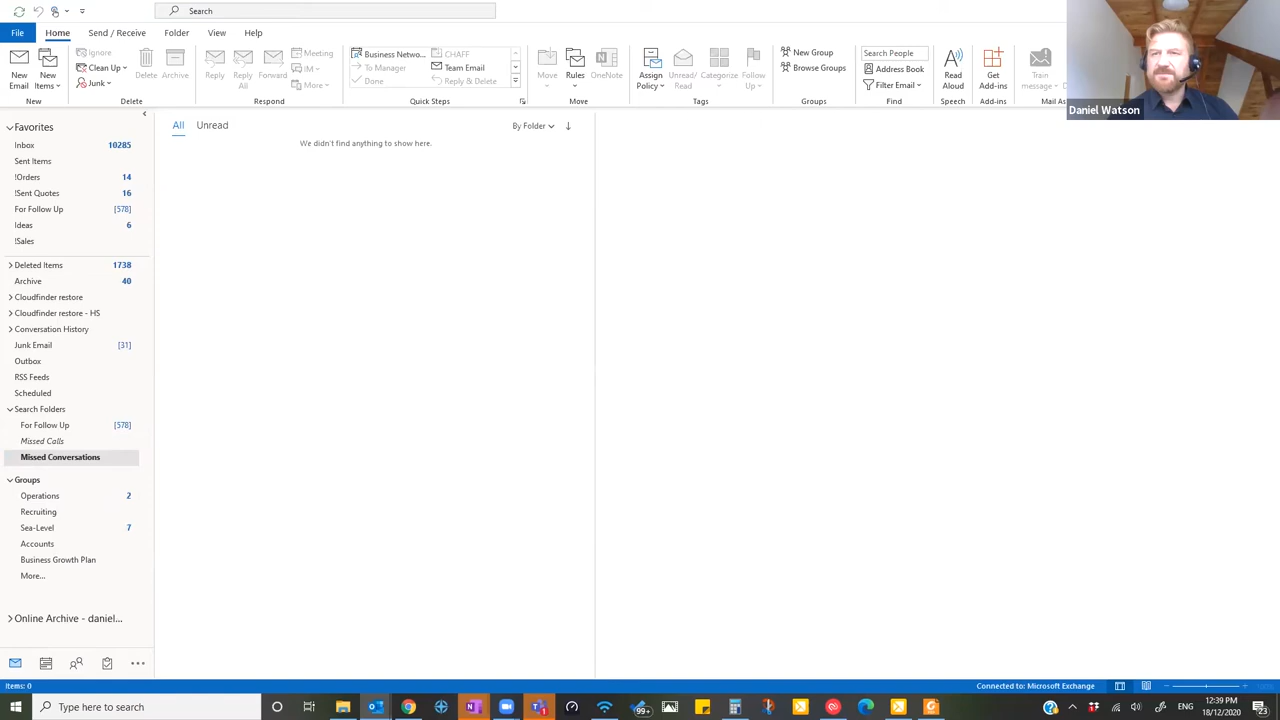 Search
File Home Send / Receive Folder View Help
New Email
New Items
Ignore
Clean Up
Junk
Delete
Archive
Reply
Reply All
Forward
Meeting
IM
More
Business Netwo...
To Manager
Done
CHAFF
Team Email
Reply & Delete
Move
Rules
OneNote
Assign Policy
Unread/ Read
Categorize
Follow Up
New Group
Browse Groups
Search People
Address Book
Filter Email
Read Aloud
Get Add-ins
Train message
New Delete Respond Quick Steps Move Tags Groups Find Speech Add-ins Mail As
Daniel Watson
Favorites
Inbox 10285
Sent Items
!Orders 14
!Sent Quotes 16
For Follow Up [578]
Ideas 6
!Sales
Deleted Items 1738
Archive 40
Cloudfinder restore
Cloudfinder restore - HS
Conversation History
Junk Email [31]
Outbox
RSS Feeds
Scheduled
Search Folders
For Follow Up [578]
Missed Calls
Missed Conversations
Groups
Operations 2
Recruiting
Sea-Level 7
Accounts
Business Growth Plan
More...
Online Archive - daniel...
All Unread By Folder
We didn't find anything to show here.
Items: 0
Connected to: Microsoft Exchange
Type here to search
99+
ENG
12:39 PM
18/12/2020
23